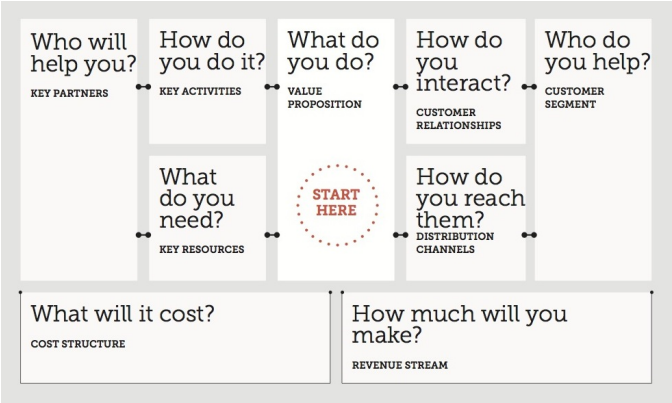 Who will
help you?
KEY PARTNERS
How do
you do it?
KEY ACTIVITIES
What
do you
need?
KEY RESOURCES
What do
you do?
VALUE
PROPOSITION
START
HERE
How do
you
interact?
CUSTOMER
RELATIONSHIPS
How do
you reach
them?
DISTRIBUTION
CHANNELS
Who do
you help?
CUSTOMER
SEGMENT
What will it cost?
COST STRUCTURE
How much will you
make?
REVENUE STREAM